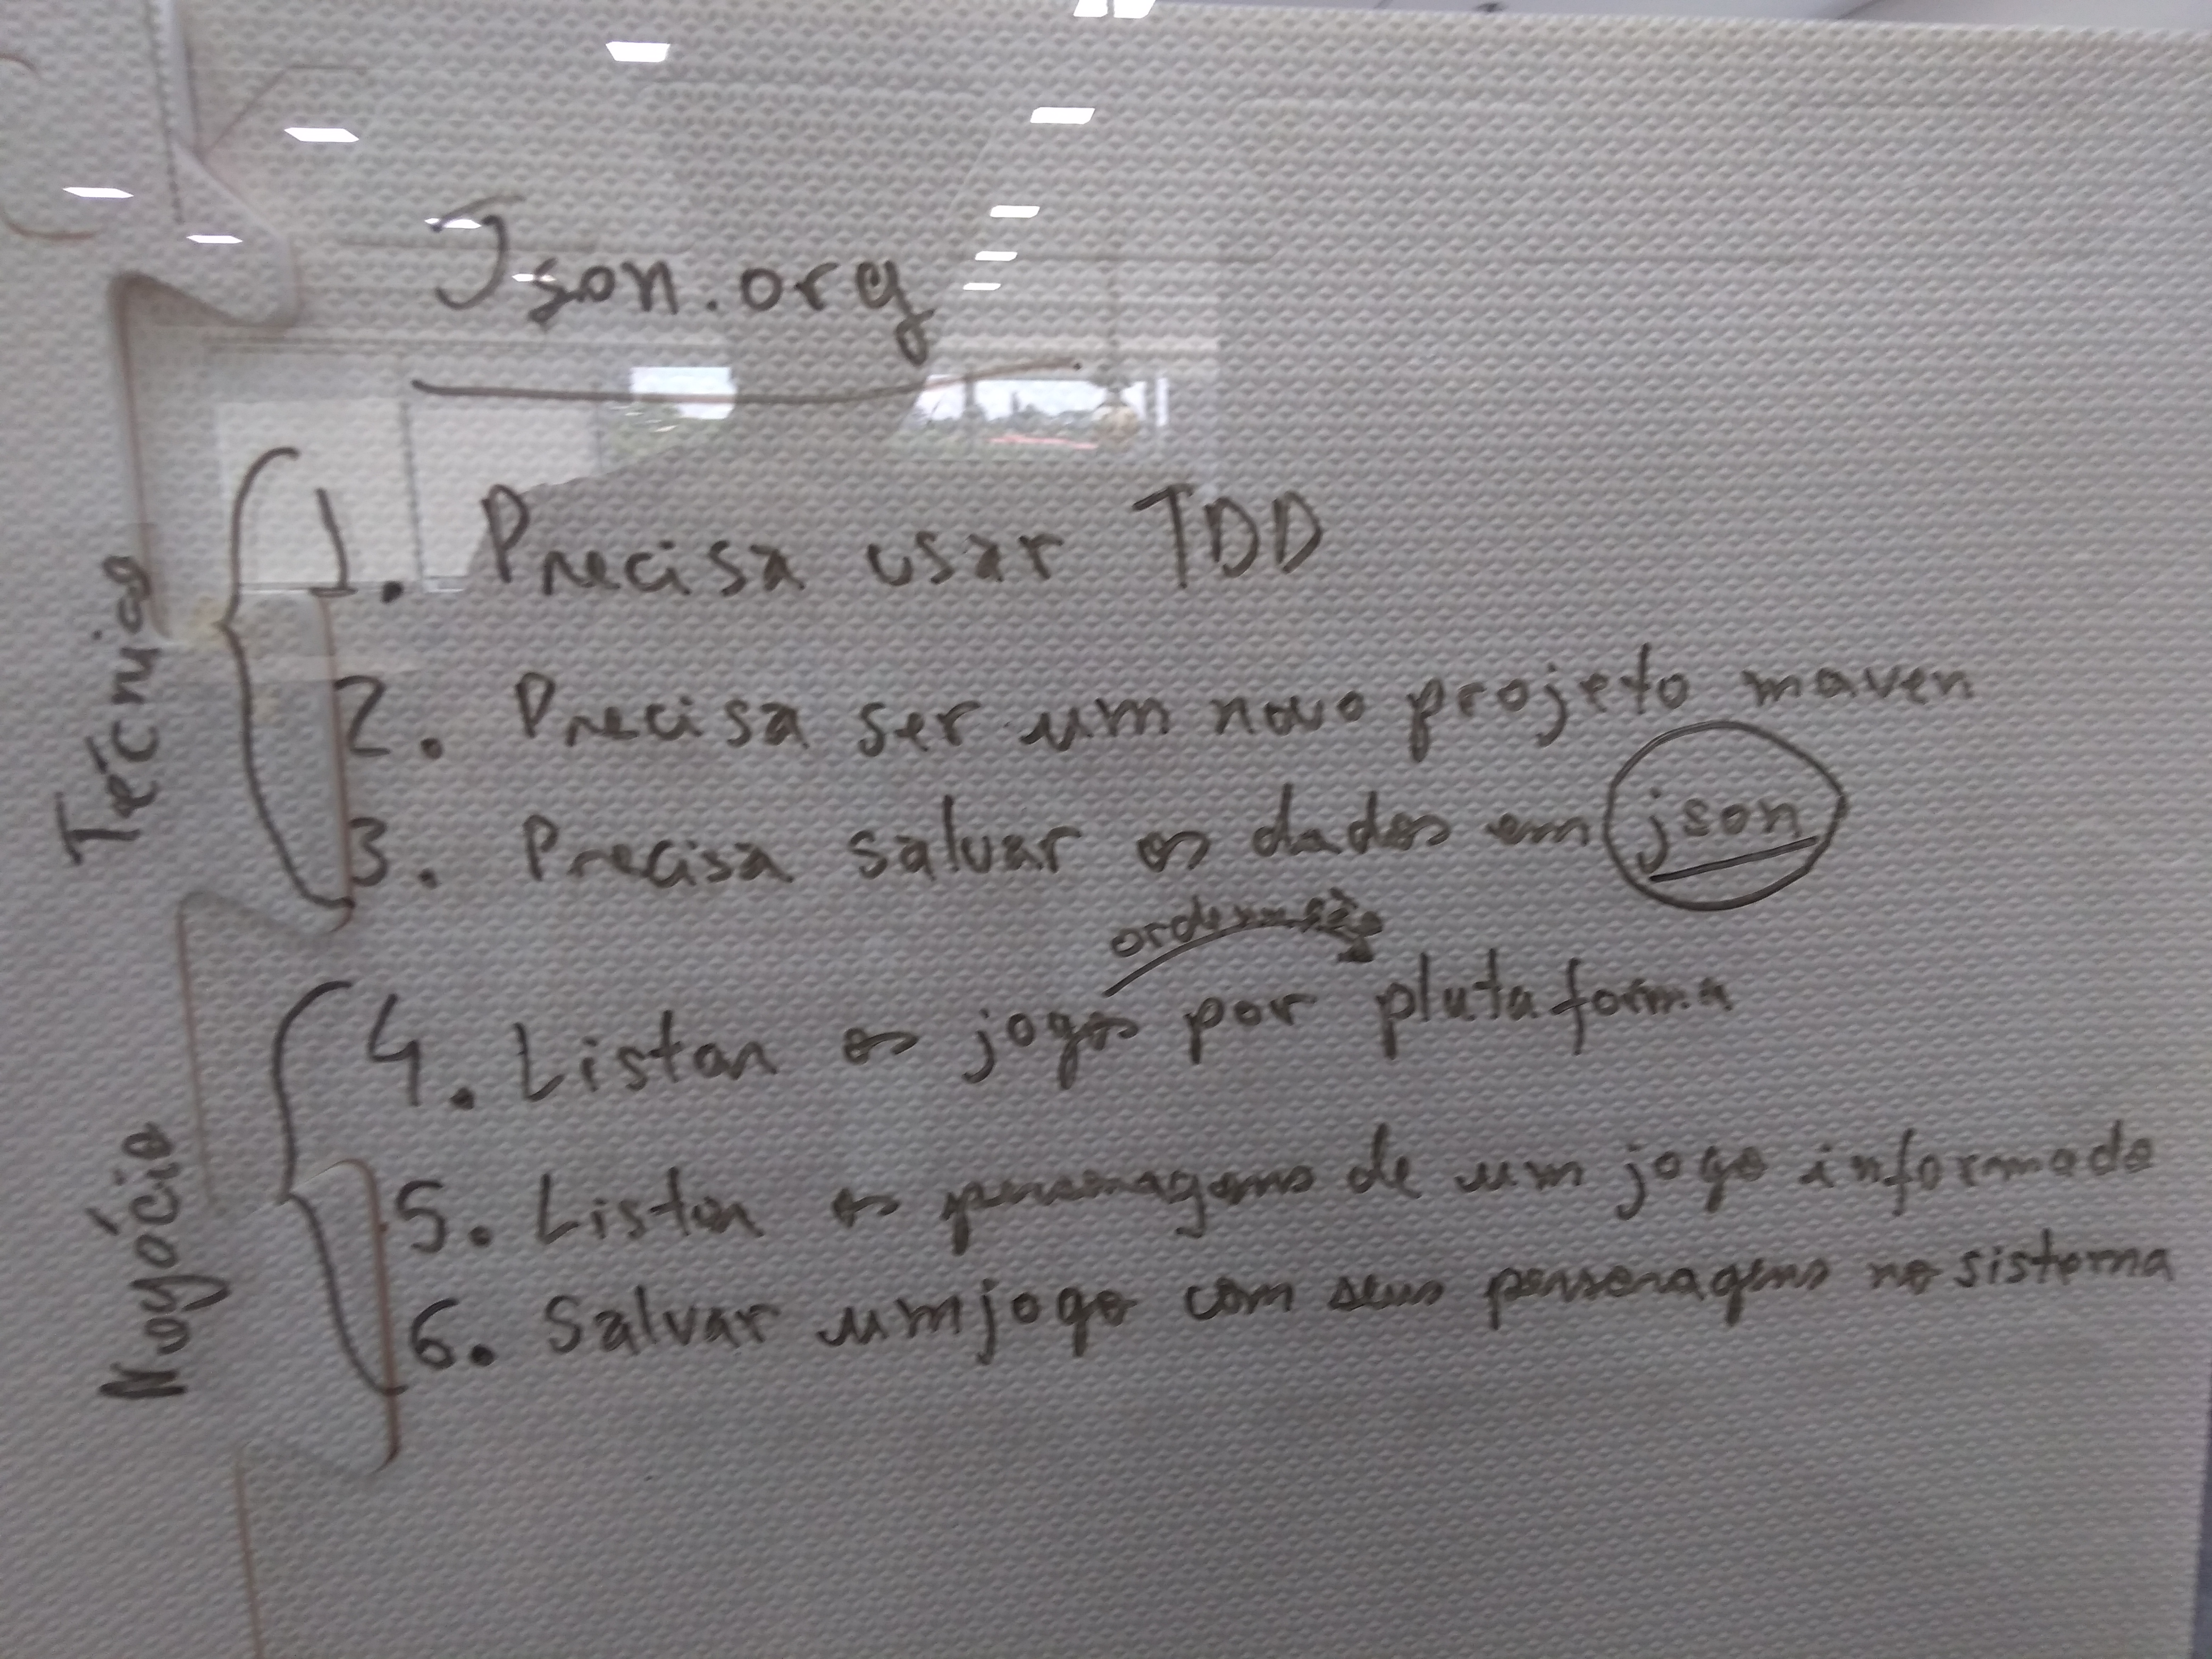 Json.org
Técnico
1. Precisa usar TDD
2. Precisa ser um novo projeto maven
3. Precisa salvar os dados em json
ordenação
Negócio
4. Listar os jogos por plataforma
5. Listar os personagens de um jogo informado
6. Salvar um jogo com seus personagens no sistema